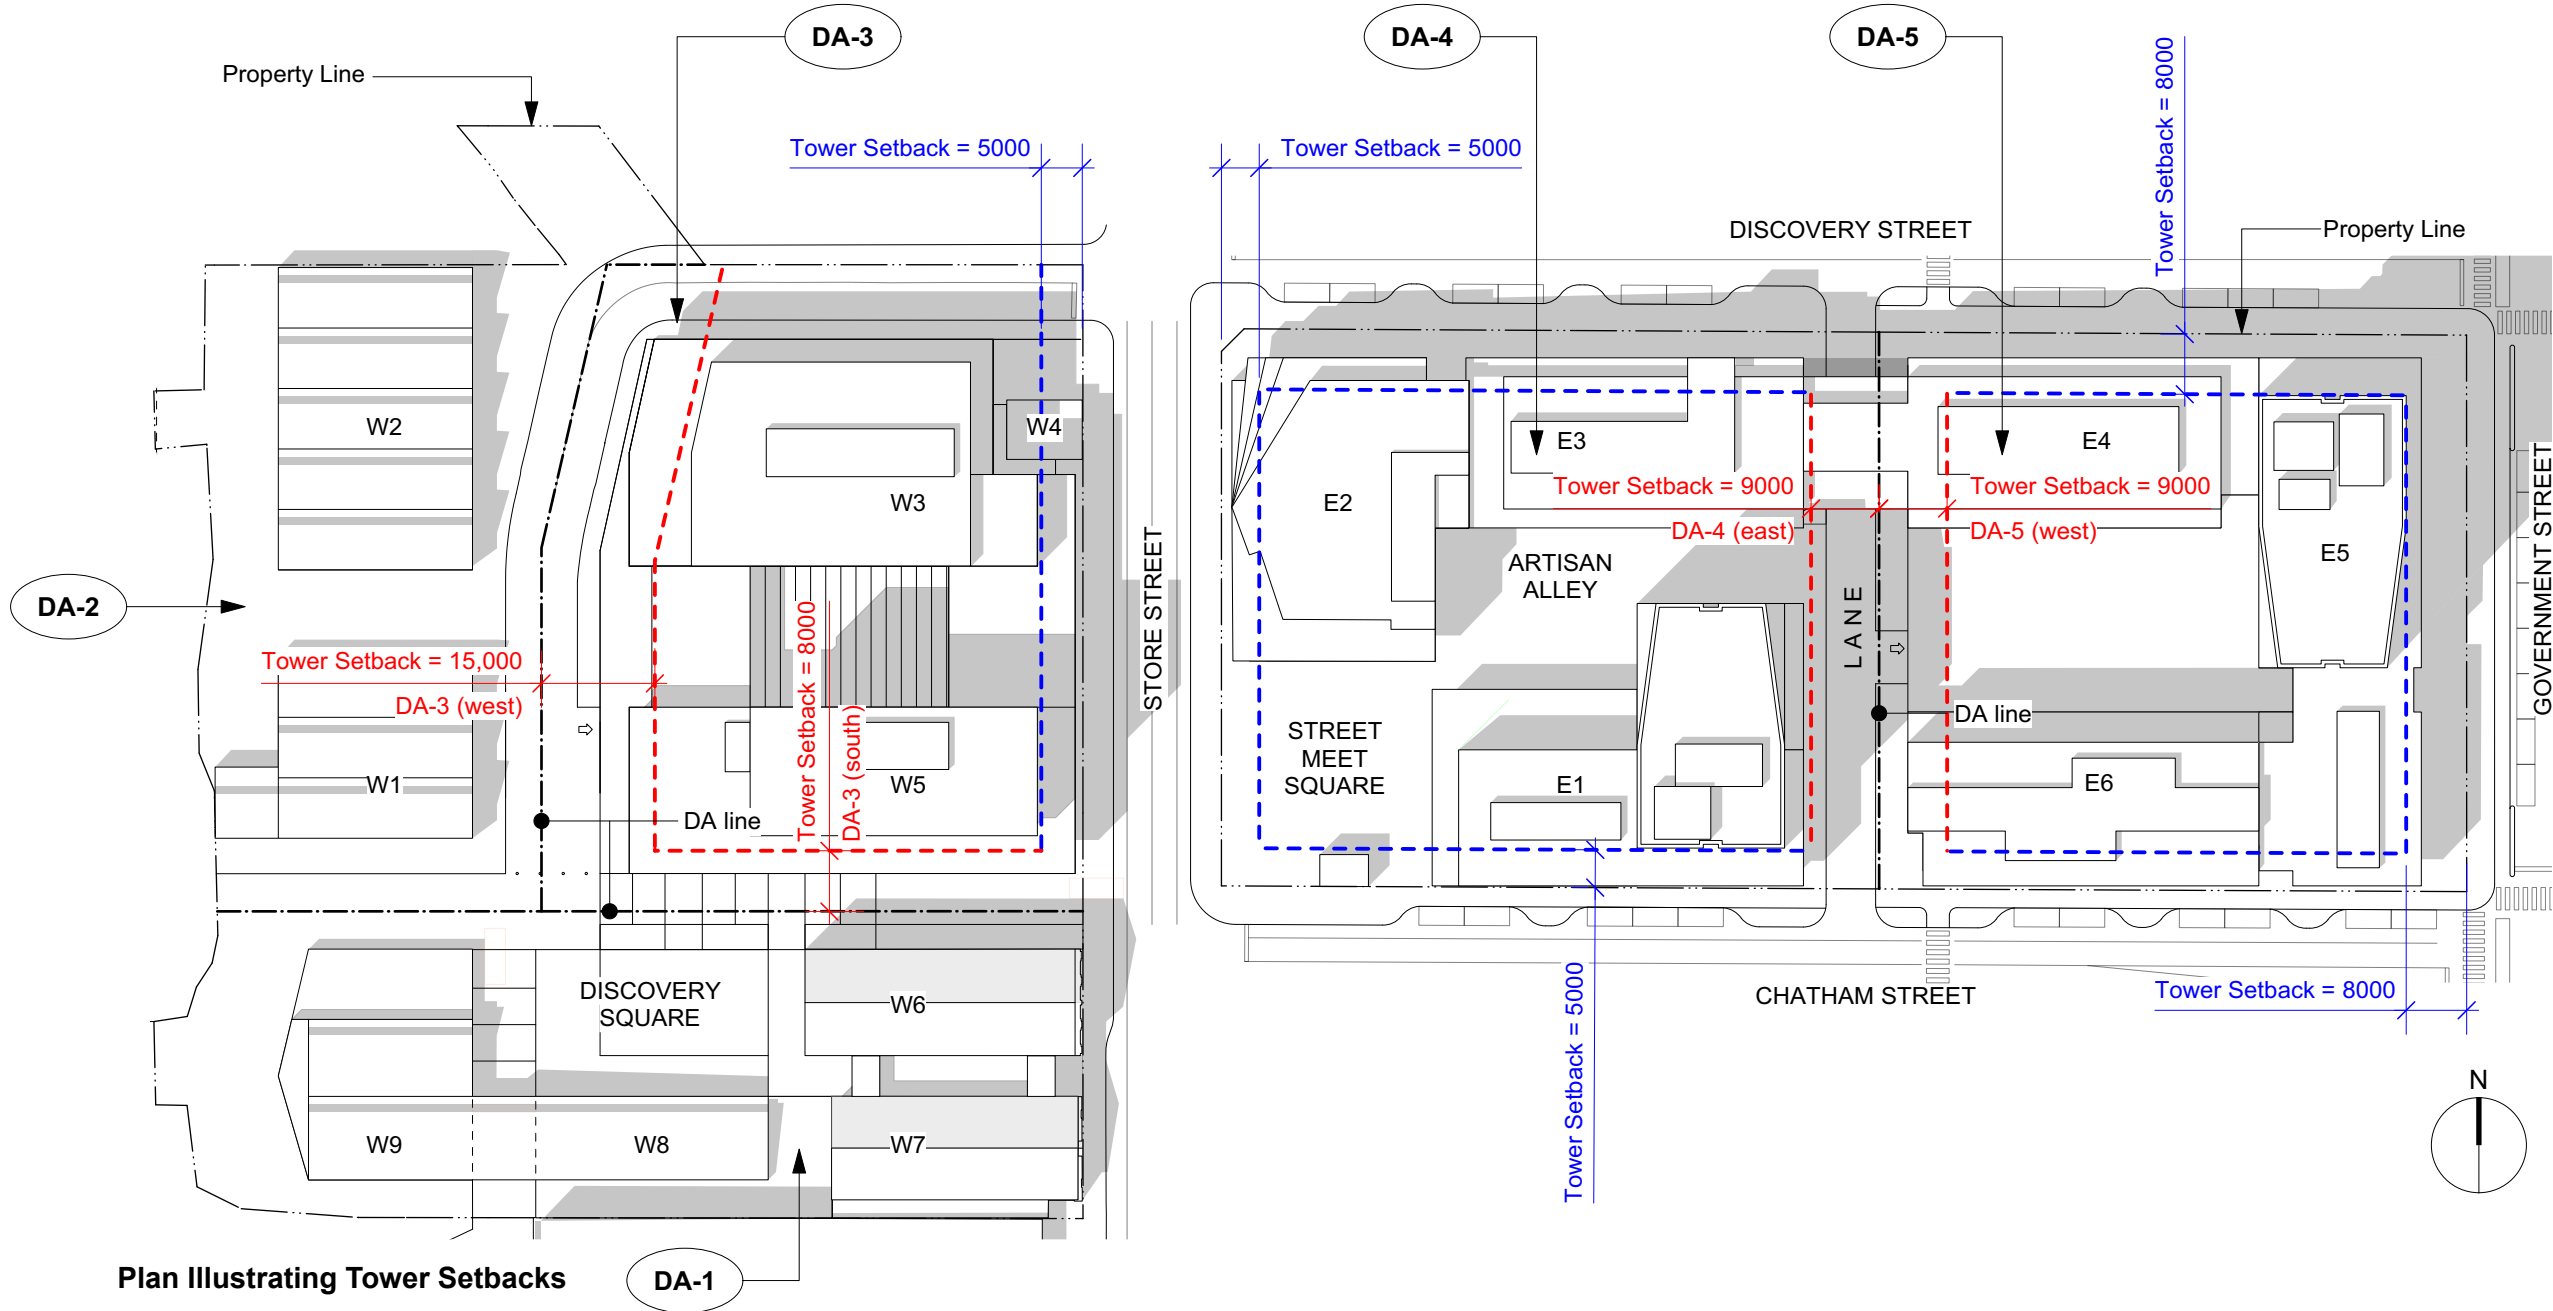 DA-3
DA-4
DA-5
Property Line
Tower Setback = 5000
Tower Setback = 5000
Tower Setback = 8000
DISCOVERY STREET
Property Line
W2
W4
W3
E3
E4
E2
Tower Setback = 9000
Tower Setback = 9000
DA-4 (east)
DA-5 (west)
E5
ARTISAN
ALLEY
STORE STREET
LANE
GOVERNMENT STREET
DA-2
Tower Setback = 15,000
DA-3 (west)
Tower Setback = 8000
DA-3 (south)
DA line
STREET
MEET
SQUARE
W1
W5
E1
E6
DA line
DISCOVERY
SQUARE
W6
CHATHAM STREET
Tower Setback = 8000
Tower Setback = 5000
N
W9
W8
W7
Plan Illustrating Tower Setbacks
DA-1